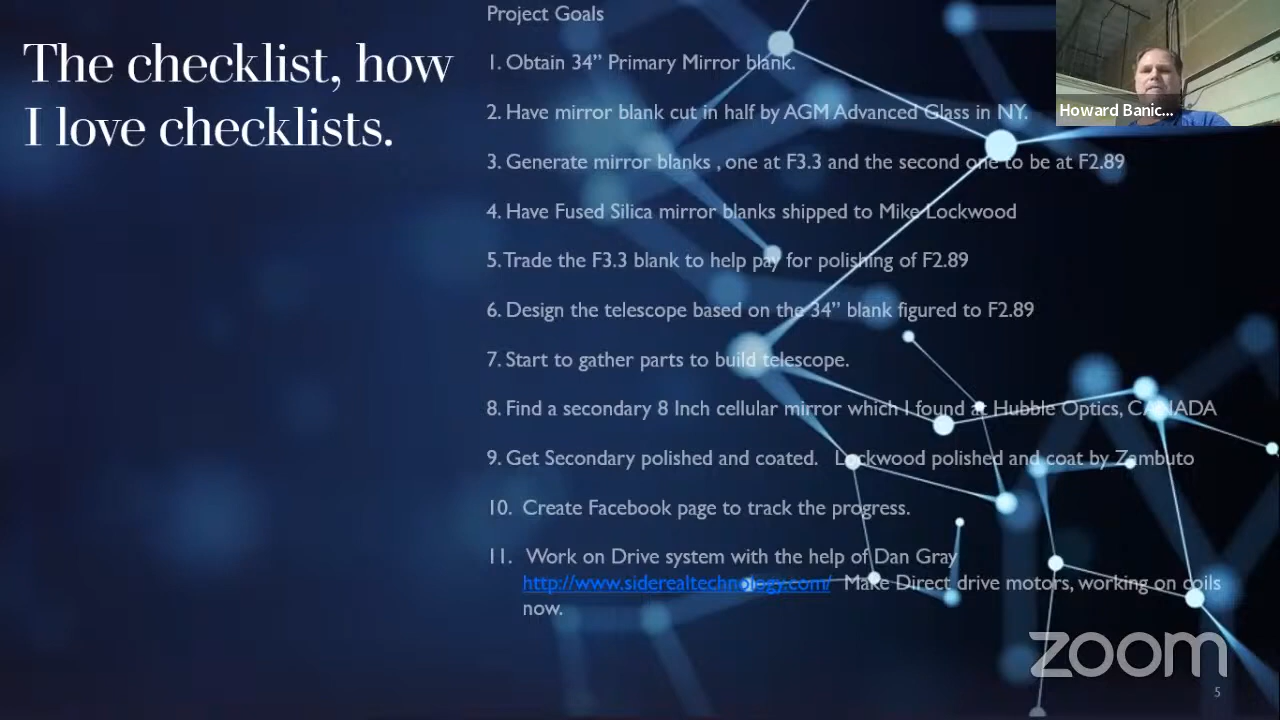 The checklist, how
I love checklists.
Project Goals
1. Obtain 34” Primary Mirror blank.
2. Have mirror blank cut in half by AGM Advanced Glass in NY.
3. Generate mirror blanks , one at F3.3 and the second one to be at F2.89
4. Have Fused Silica mirror blanks shipped to Mike Lockwood
5. Trade the F3.3 blank to help pay for polishing of F2.89
6. Design the telescope based on the 34” blank figured to F2.89
7. Start to gather parts to build telescope.
8. Find a secondary 8 Inch cellular mirror which I found at Hubble Optics, CANADA
9. Get Secondary polished and coated. Lockwood polished and coat by Zambuto
10. Create Facebook page to track the progress.
11. Work on Drive system with the help of Dan Gray
http://www.siderealtechnology.com/ Make Direct drive motors, working on coils
now.
Howard Banic...
zoom
5